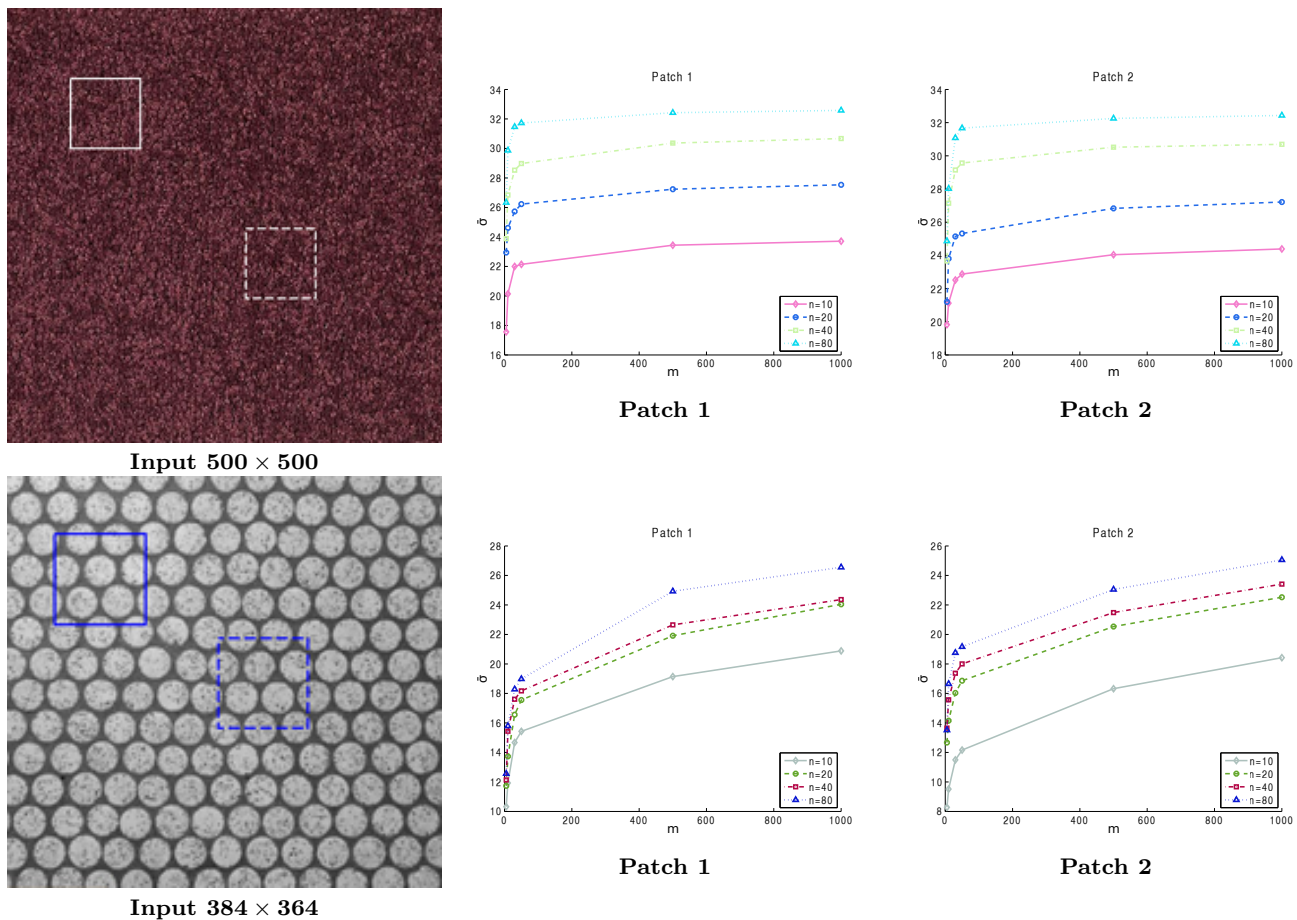 Patch 1
34
32
30
28
26
24
22
20
18
16
σ̄
0 200 400 600 800 1000
m
n=10
n=20
n=40
n=80
Patch 1
Patch 2
34
32
30
28
26
24
22
20
18
σ̄
0 200 400 600 800 1000
m
n=10
n=20
n=40
n=80
Patch 2
Input 500 × 500
Patch 1
28
26
24
22
20
18
16
14
12
10
σ̄
0 200 400 600 800 1000
m
n=10
n=20
n=40
n=80
Patch 1
Patch 2
26
24
22
20
18
16
14
12
10
8
σ̄
0 200 400 600 800 1000
m
n=10
n=20
n=40
n=80
Patch 2
Input 384 × 364